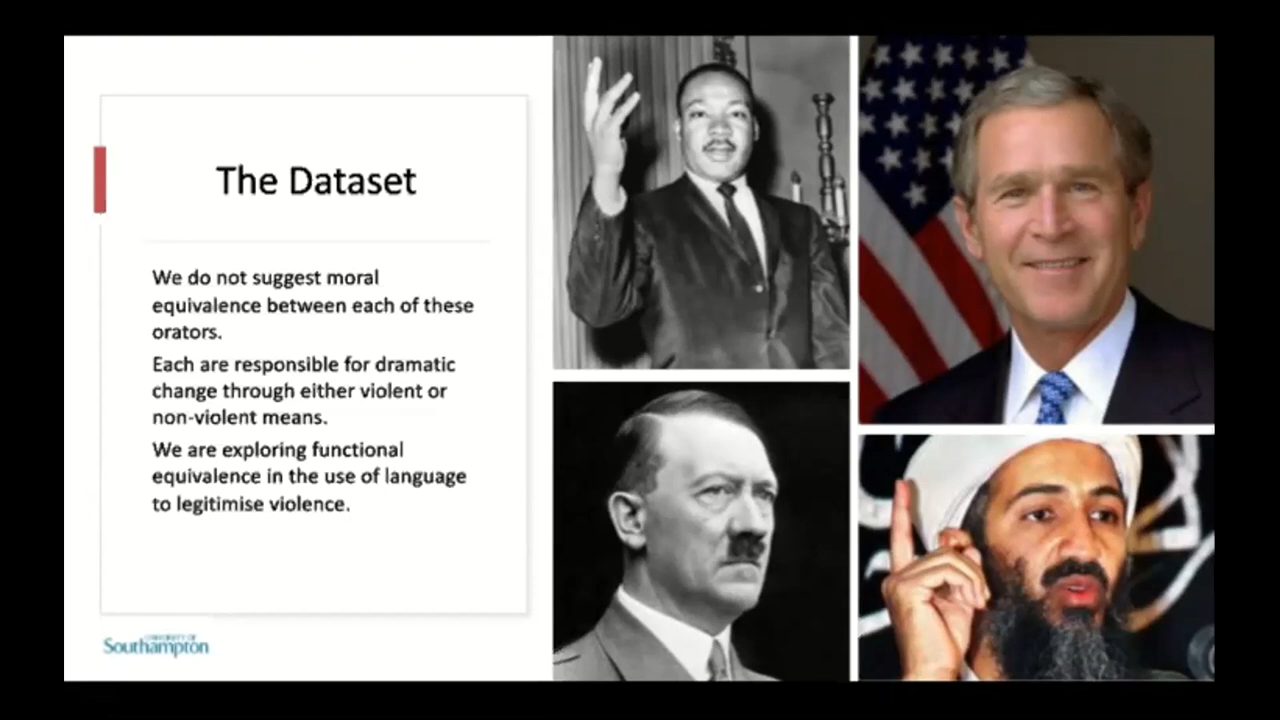 The Dataset
We do not suggest moral
equivalence between each of these
orators.
Each are responsible for dramatic
change through either violent or
non-violent means.
We are exploring functional
equivalence in the use of language
to legitimise violence.
UNIVERSITY OF
Southampton